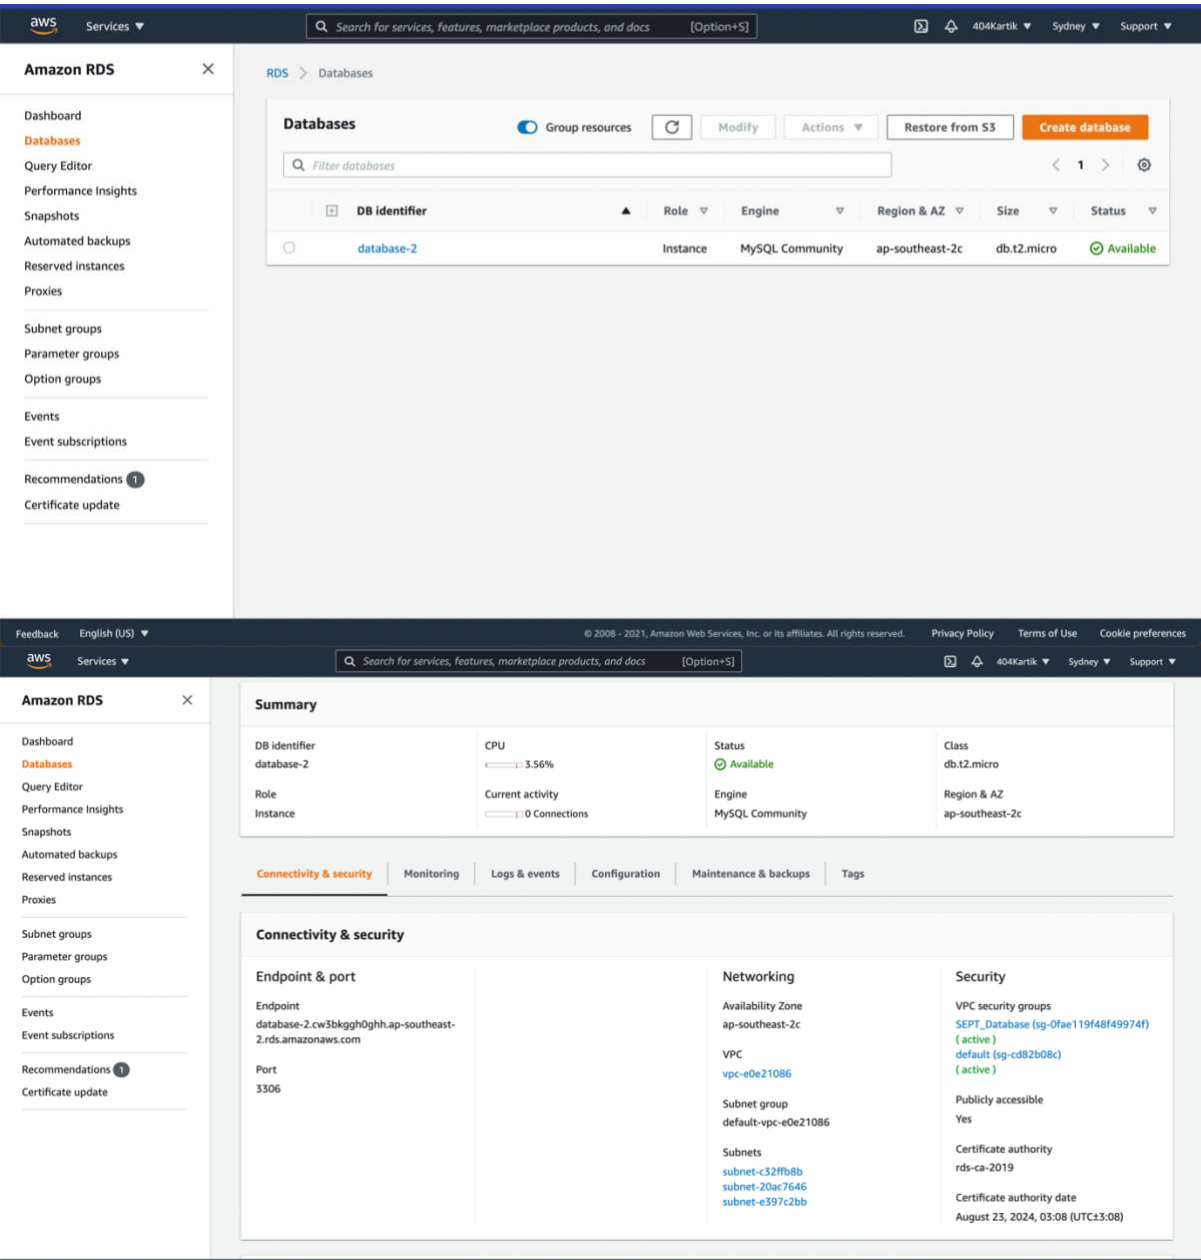 aws Services ▼ Search for services, features, marketplace products, and docs [Option+S] 404Kartik ▼ Sydney ▼ Support ▼
Amazon RDS
Dashboard
Databases
Query Editor
Performance Insights
Snapshots
Automated backups
Reserved instances
Proxies
Subnet groups
Parameter groups
Option groups
Events
Event subscriptions
Recommendations 1
Certificate update
RDS > Databases
Databases Group resources Modify Actions ▼ Restore from S3 Create database
Filter databases < 1 >
DB identifier Role Engine Region & AZ Size Status
database-2 Instance MySQL Community ap-southeast-2c db.t2.micro Available
Feedback English (US) ▼ © 2008 - 2021, Amazon Web Services, Inc. or its affiliates. All rights reserved. Privacy Policy Terms of Use Cookie preferences
aws Services ▼ Search for services, features, marketplace products, and docs [Option+S] 404Kartik ▼ Sydney ▼ Support ▼
Amazon RDS
Dashboard
Databases
Query Editor
Performance Insights
Snapshots
Automated backups
Reserved instances
Proxies
Subnet groups
Parameter groups
Option groups
Events
Event subscriptions
Recommendations 1
Certificate update
Summary
DB identifier CPU Status Class
database-2 3.56% Available db.t2.micro
Role Current activity Engine Region & AZ
Instance 0 Connections MySQL Community ap-southeast-2c
Connectivity & security Monitoring Logs & events Configuration Maintenance & backups Tags
Connectivity & security
Endpoint & port
Endpoint
database-2.cw3bkggh0ghh.ap-southeast-
2.rds.amazonaws.com
Port
3306
Networking
Availability Zone
ap-southeast-2c
VPC
vpc-e0e21086
Subnet group
default-vpc-e0e21086
Subnets
subnet-c32ffb8b
subnet-20ac7646
subnet-e397c2bb
Security
VPC security groups
SEPT_Database (sg-0fae119f48f49974f)
( active )
default (sg-cd82b08c)
( active )
Publicly accessible
Yes
Certificate authority
rds-ca-2019
Certificate authority date
August 23, 2024, 03:08 (UTC±3:08)